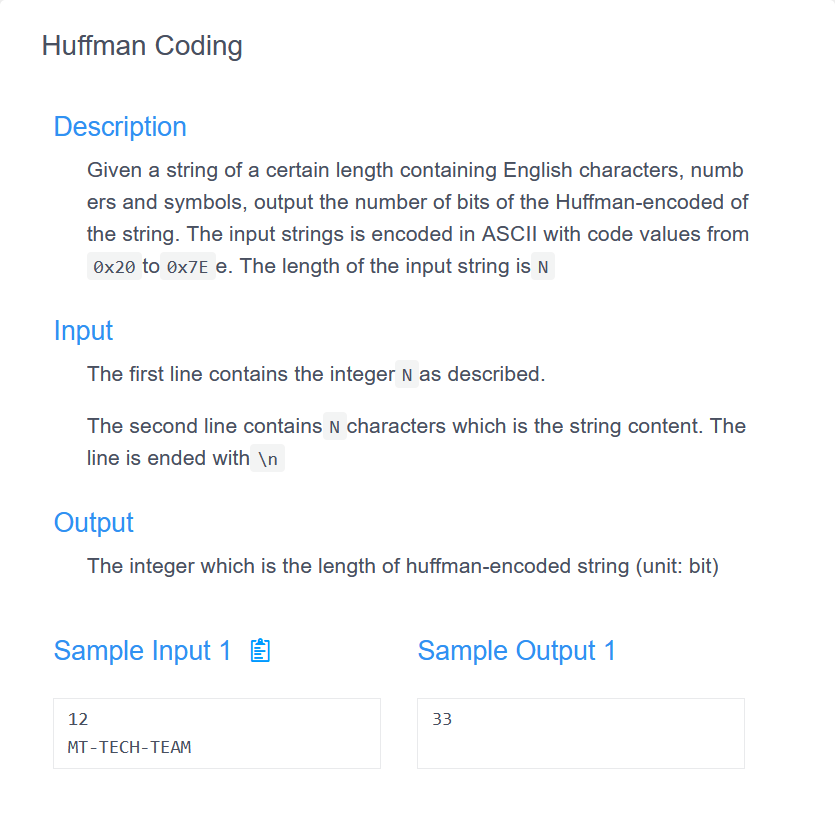 Huffman Coding
Description
Given a string of a certain length containing English characters, numb
ers and symbols, output the number of bits of the Huffman-encoded of
the string. The input strings is encoded in ASCII with code values from
0x20 to 0x7E e. The length of the input string is N
Input
The first line contains the integer N as described.
The second line contains N characters which is the string content. The
line is ended with \n
Output
The integer which is the length of huffman-encoded string (unit: bit)
Sample Input 1
Sample Output 1
12
MT-TECH-TEAM
33